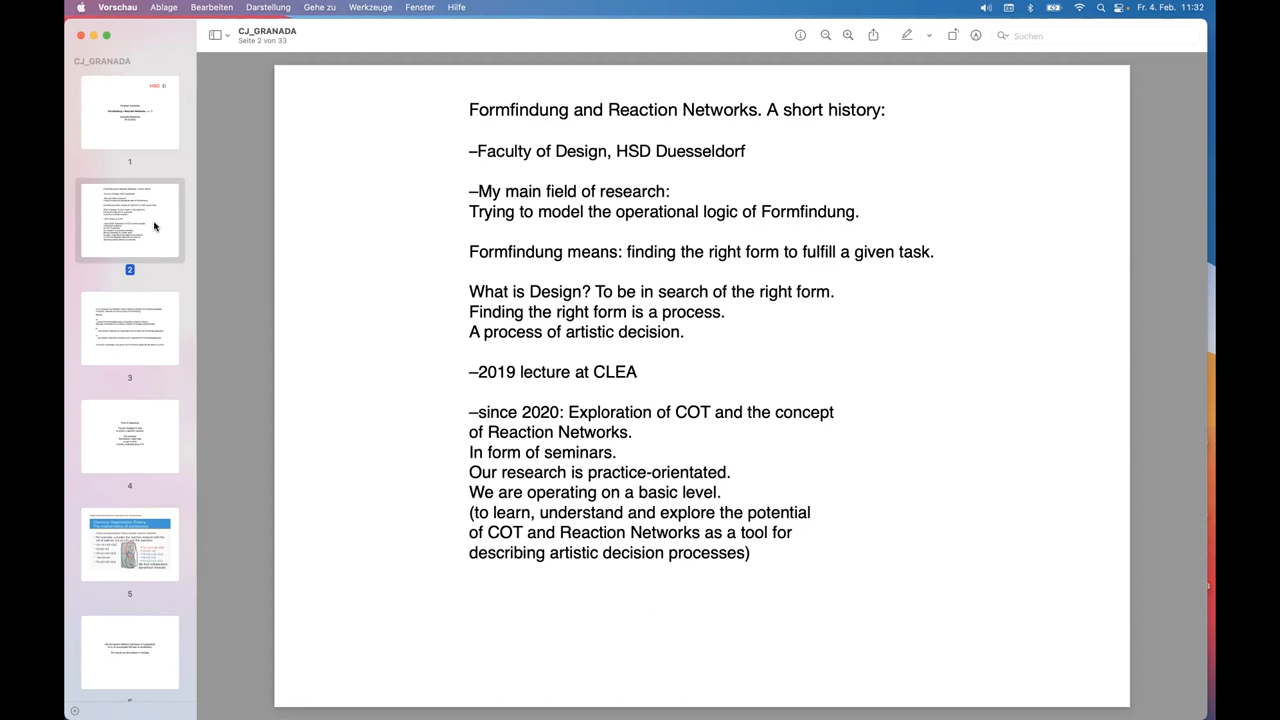 Vorschau Ablage Bearbeiten Darstellung Gehe zu Werkzeuge Fenster Hilfe
Fr. 4. Feb. 11:32
CJ_GRANADA
Seite 2 von 33
Suchen
CJ_GRANADA
HSD D
1
2
3
4
5
Formfindung and Reaction Networks. A short history:
–Faculty of Design, HSD Duesseldorf
–My main field of research:
Trying to model the operational logic of Formfindung.
Formfindung means: finding the right form to fulfill a given task.
What is Design? To be in search of the right form.
Finding the right form is a process.
A process of artistic decision.
–2019 lecture at CLEA
–since 2020: Exploration of COT and the concept
of Reaction Networks.
In form of seminars.
Our research is practice-orientated.
We are operating on a basic level.
(to learn, understand and explore the potential
of COT and Reaction Networks as a tool for
describing artistic decision processes)